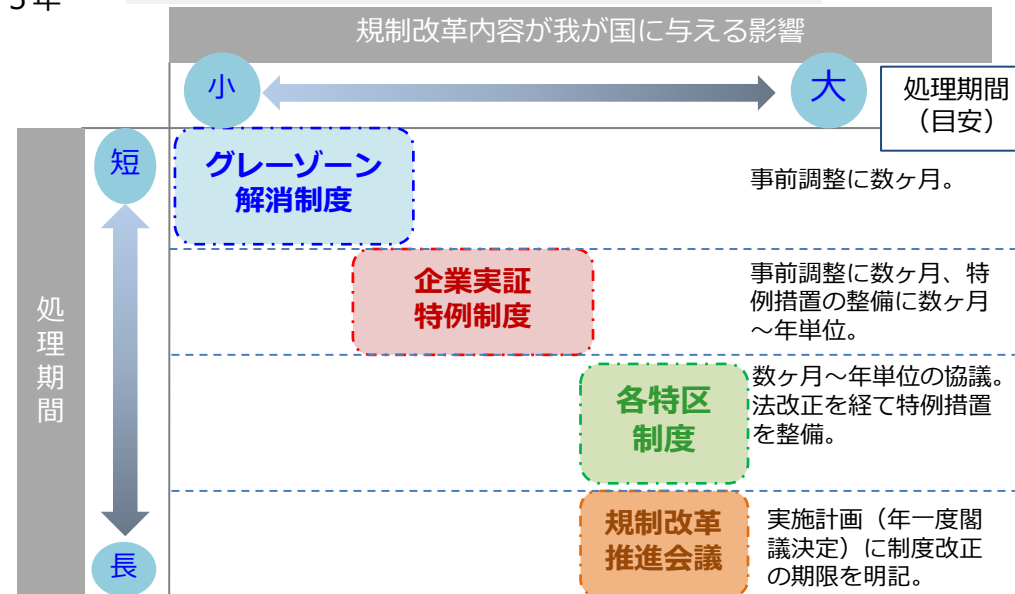 規制改革内容が我が国に与える影響
小
大
処理期間
（目安）
処理期間
短
長
グレーゾーン
解消制度
事前調整に数ヶ月。
企業実証
特例制度
事前調整に数ヶ月、特
例措置の整備に数ヶ月
～年単位。
各特区
制度
数ヶ月～年単位の協議。
法改正を経て特例措置
を整備。
規制改革
推進会議
実施計画（年一度閣
議決定）に制度改正
の期限を明記。